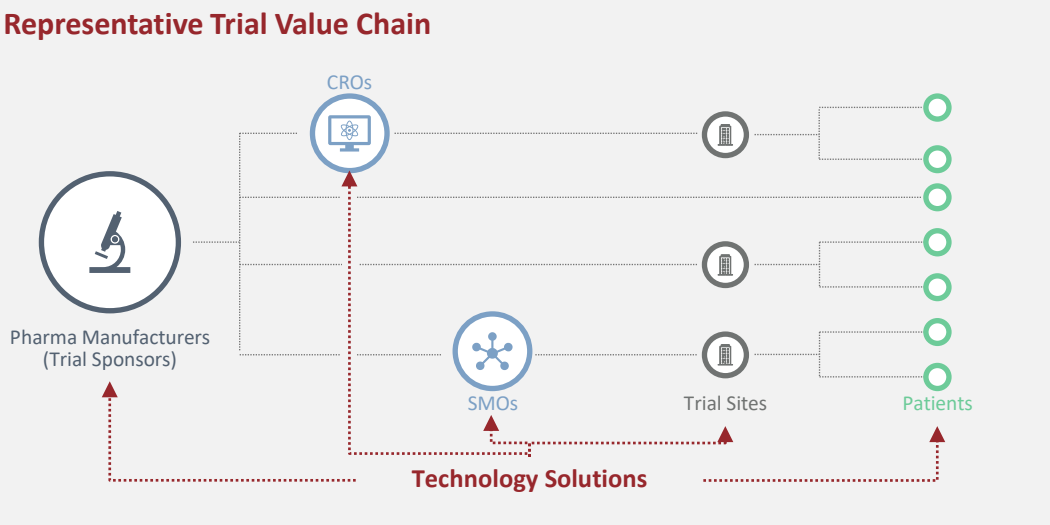 Representative Trial Value Chain
CROs
Pharma Manufacturers
(Trial Sponsors)
SMOs
Trial Sites
Patients
Technology Solutions